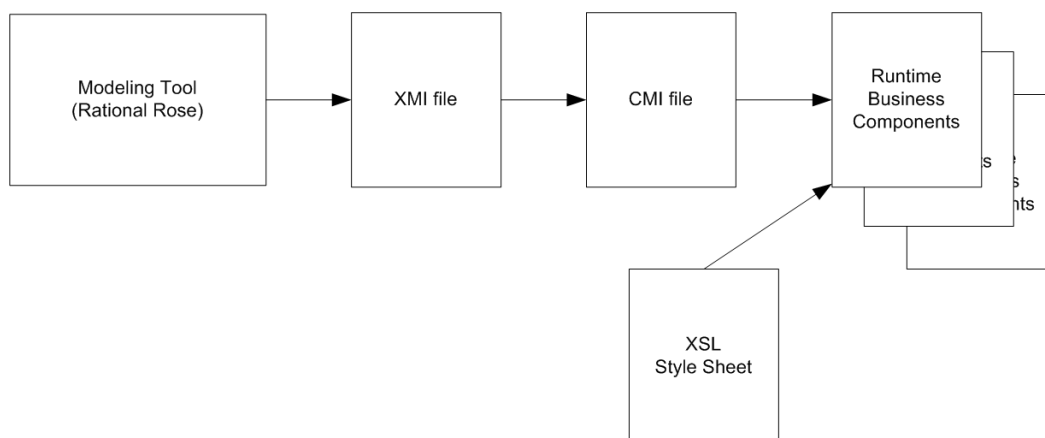 Modeling Tool
(Rational Rose)
XMI file
CMI file
Runtime
Business
Components
XSL
Style Sheet